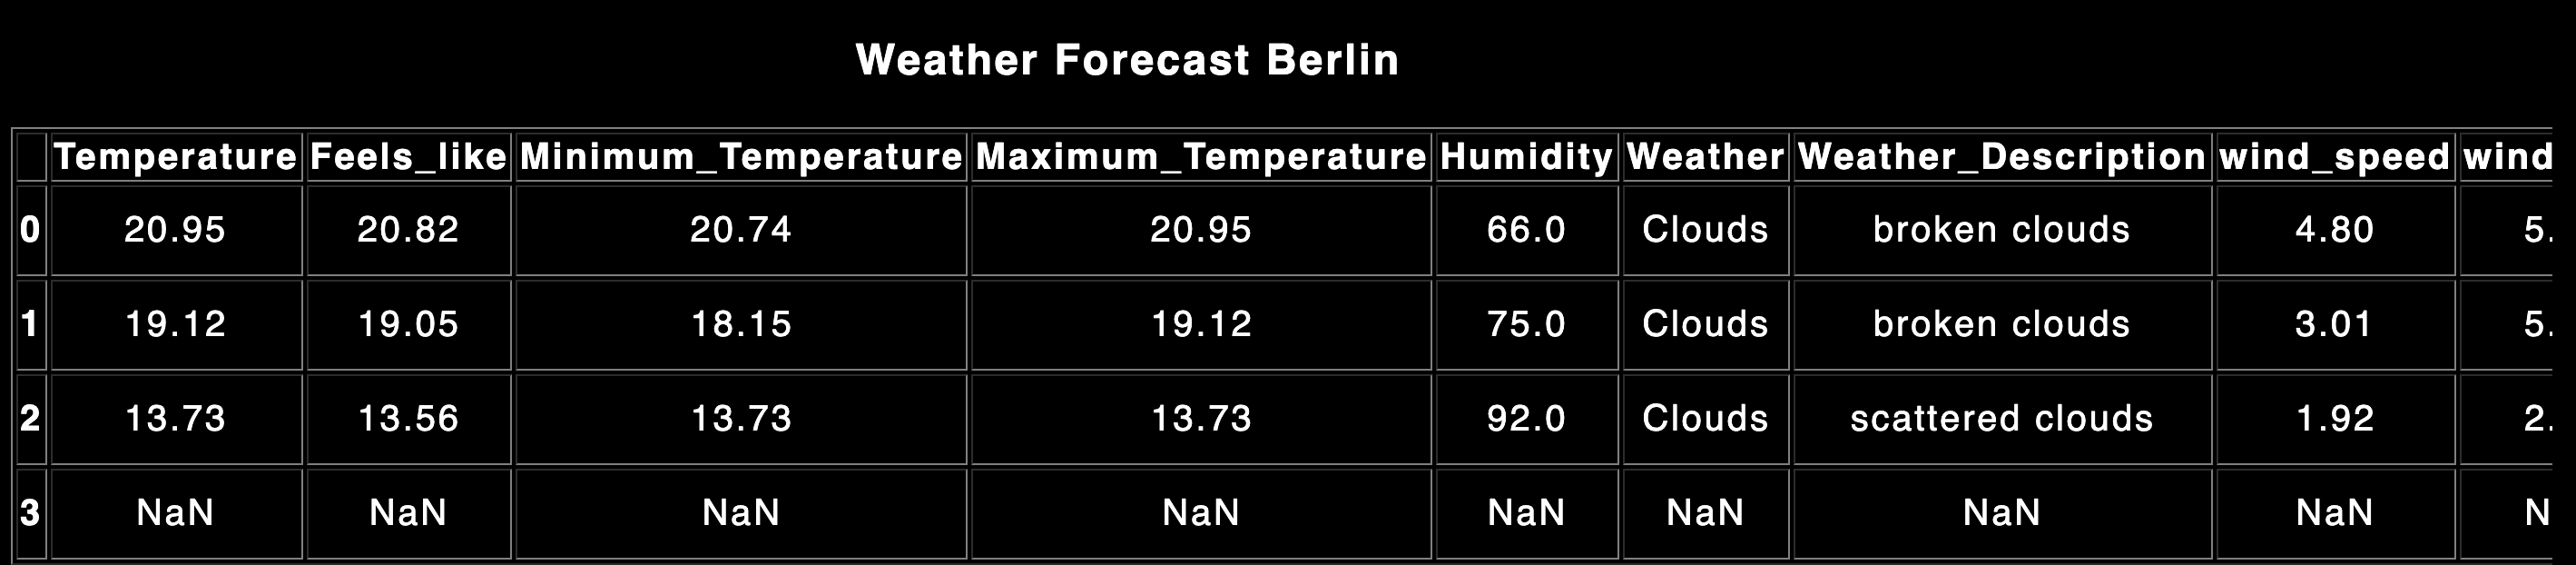 Weather Forecast Berlin
Temperature Feels_like Minimum_Temperature Maximum_Temperature Humidity Weather Weather_Description wind_speed wind
0 20.95 20.82 20.74 20.95 66.0 Clouds broken clouds 4.80 5.
1 19.12 19.05 18.15 19.12 75.0 Clouds broken clouds 3.01 5.
2 13.73 13.56 13.73 13.73 92.0 Clouds scattered clouds 1.92 2.
3 NaN NaN NaN NaN NaN NaN NaN NaN N